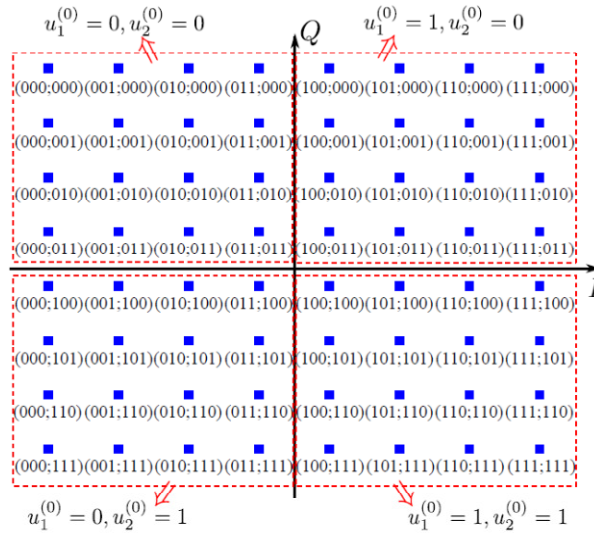 u_1^{(0)} = 0, u_2^{(0)} = 0
u_1^{(0)} = 1, u_2^{(0)} = 0
Q
(000;000)(001;000)(010;000)(011;000)(100;000)(101;000)(110;000)(111;000)
(000;001)(001;001)(010;001)(011;001)(100;001)(101;001)(110;001)(111;001)
(000;010)(001;010)(010;010)(011;010)(100;010)(101;010)(110;010)(111;010)
(000;011)(001;011)(010;011)(011;011)(100;011)(101;011)(110;011)(111;011)
I
(000;100)(001;100)(010;100)(011;100)(100;100)(101;100)(110;100)(111;100)
(000;101)(001;101)(010;101)(011;101)(100;101)(101;101)(110;101)(111;101)
(000;110)(001;110)(010;110)(011;110)(100;110)(101;110)(110;110)(111;110)
(000;111)(001;111)(010;111)(011;111)(100;111)(101;111)(110;111)(111;111)
u_1^{(0)} = 0, u_2^{(0)} = 1
u_1^{(0)} = 1, u_2^{(0)} = 1